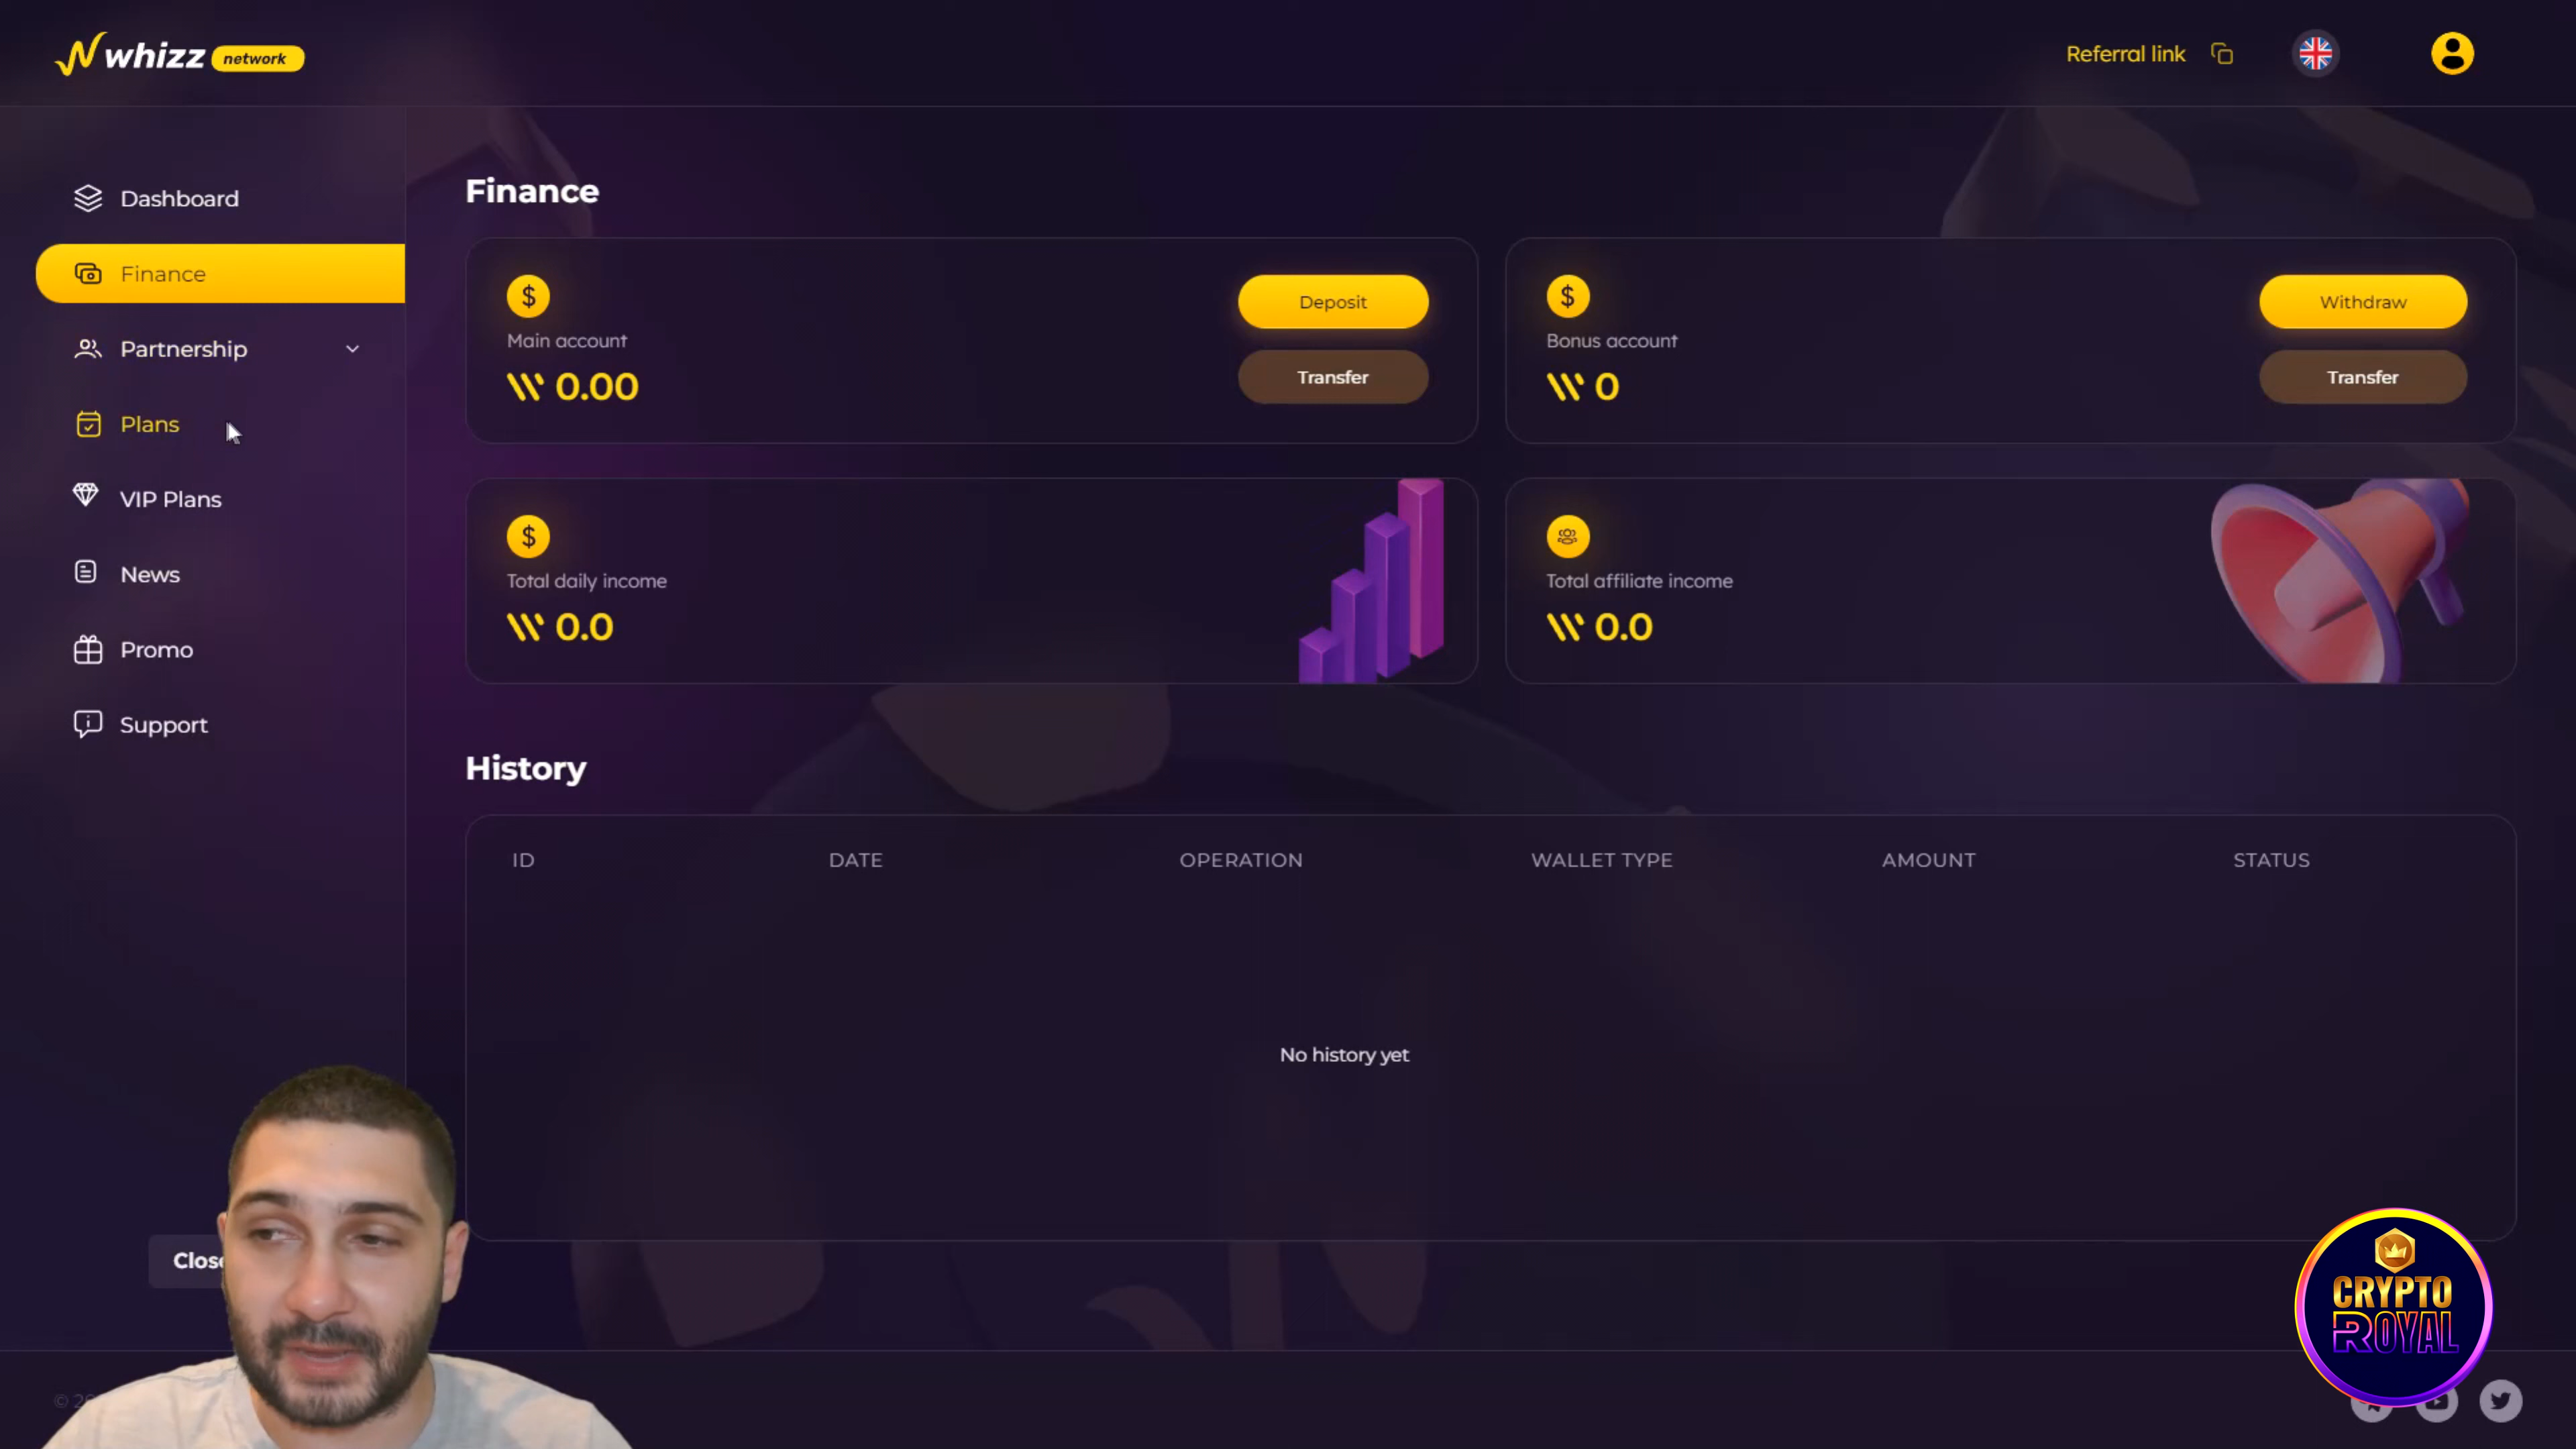 whizz network
Referral link
Dashboard
Finance
Partnership
Plans
VIP Plans
News
Promo
Support
Finance
Main account
0.00
Deposit
Transfer
Bonus account
0
Withdraw
Transfer
Total daily income
0.0
Total affiliate income
0.0
History
ID DATE OPERATION WALLET TYPE AMOUNT STATUS
No history yet
CRYPTO
ROYAL